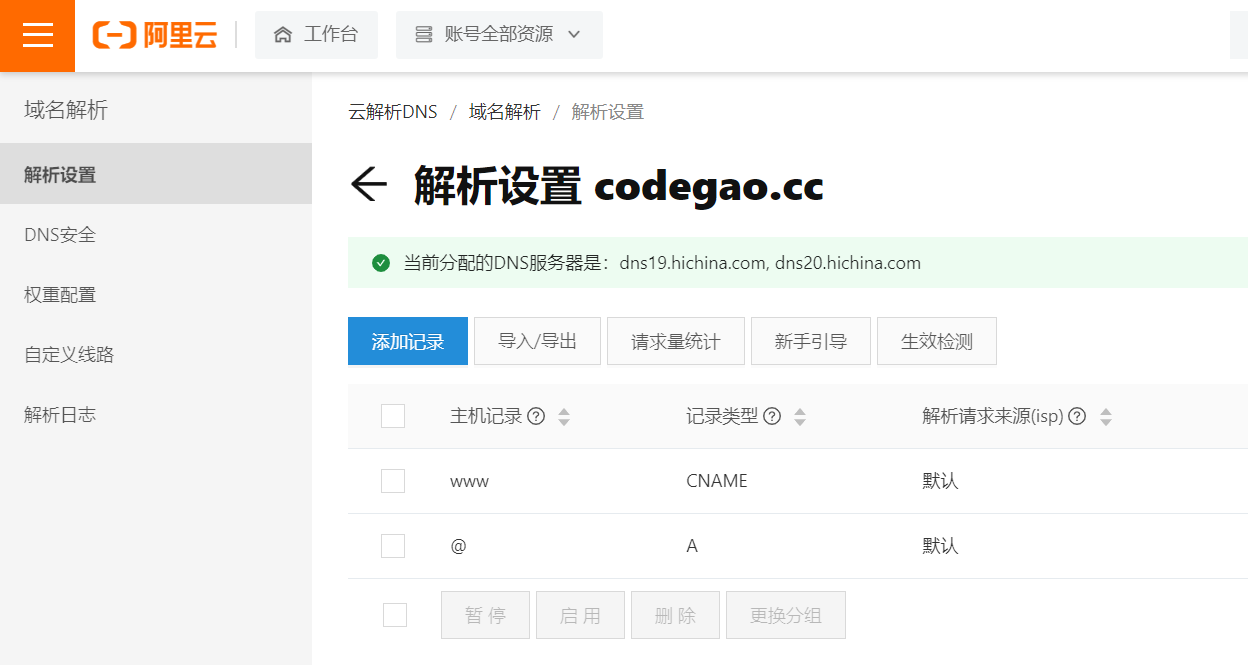 阿里云 工作台 账号全部资源
域名解析
解析设置
DNS安全
权重配置
自定义线路
解析日志
云解析DNS / 域名解析 / 解析设置
解析设置 codegao.cc
当前分配的DNS服务器是：dns19.hichina.com, dns20.hichina.com
添加记录 导入/导出 请求量统计 新手引导 生效检测
主机记录 记录类型 解析请求来源(isp)
www CNAME 默认
@ A 默认
暂停 启用 删除 更换分组